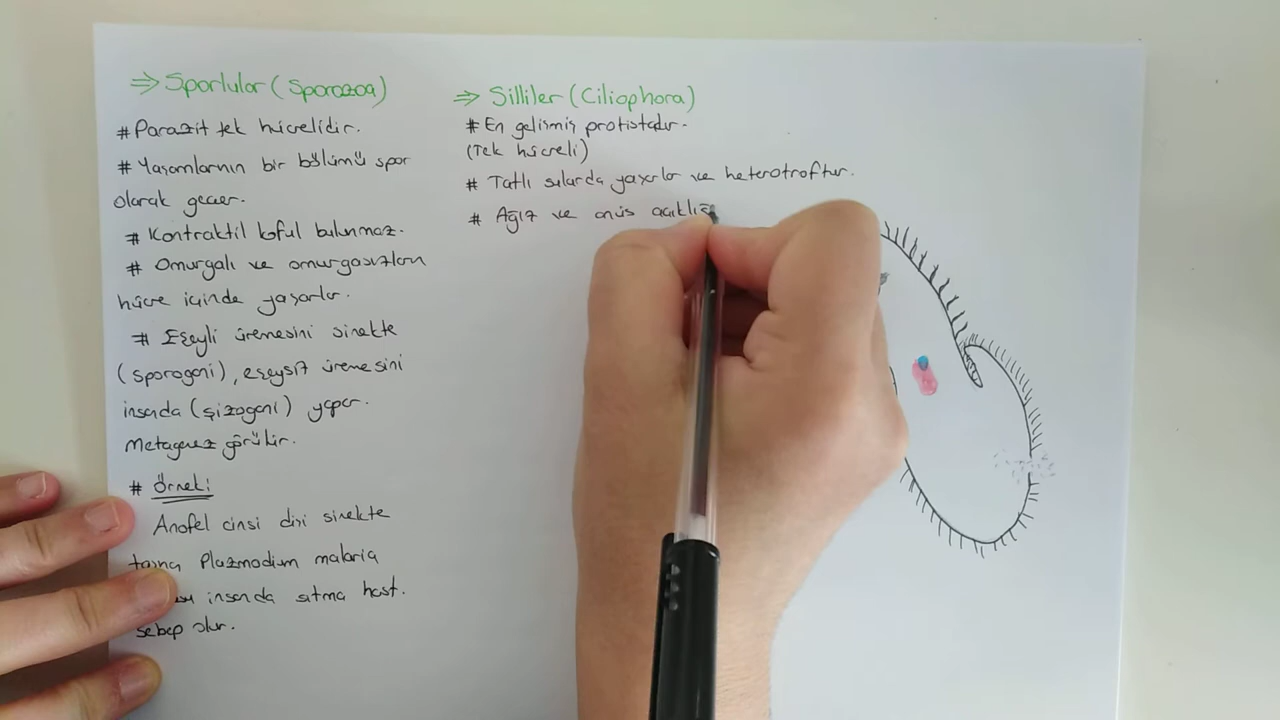 ⇒ Sporlular (Sporozoa)
# Parazit tek hücrelidir.
# Yaşamlarının bir bölümü spor
olarak geçer.
# Kontraktil koful bulunmaz.
# Omurgalı ve omurgasızların
hücre içinde yaşarlar.
# Eşeyli üremesini sinekte
(sporogoni), eşeysiz üremesini
insanda (şizogoni) yapar.
Metagenez görülür.
# Örnek:
Anofel cinsi dişi sinekte
taşınan Plazmodium malaria
insanda sıtma hast.
sebep olur.
⇒ Silliler (Ciliophora)
# En gelişmiş protistadır.
(Tek hücreli)
# Tatlı sularda yaşarlar ve heterotroftur.
# Ağız ve anüs açıklığ